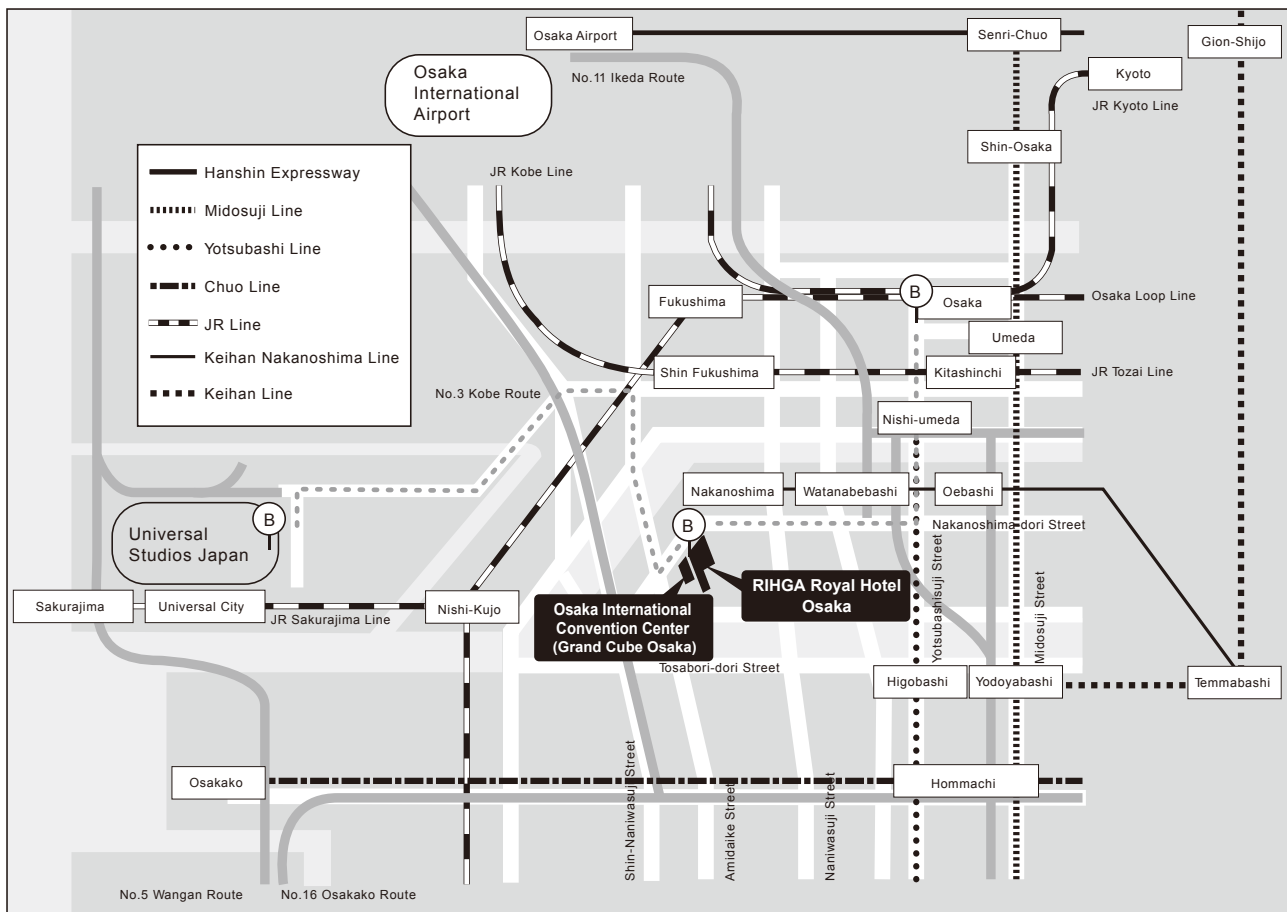 Osaka Airport
Senri-Chuo
Gion-Shijo
Osaka
International
Airport
No.11 Ikeda Route
Kyoto
JR Kyoto Line
Shin-Osaka
Hanshin Expressway
Midosuji Line
Yotsubashi Line
Chuo Line
JR Line
Keihan Nakanoshima Line
Keihan Line
JR Kobe Line
Fukushima
B
Osaka
Osaka Loop Line
Umeda
Shin Fukushima
Kitashinchi
JR Tozai Line
No.3 Kobe Route
Nishi-umeda
Nakanoshima
Watanabebashi
Oebashi
B
Nakanoshima-dori Street
B
Universal
Studios Japan
RIHGA Royal Hotel
Osaka
Osaka International
Convention Center
(Grand Cube Osaka)
Yotsubashisuji Street
Midosuji Street
Sakurajima
Universal City
JR Sakurajima Line
Nishi-Kujo
Tosabori-dori Street
Higobashi
Yodoyabashi
Temmabashi
Osakako
Hommachi
Shin-Naniwasuji Street
Amidaike Street
Naniwasuji Street
No.5 Wangan Route
No.16 Osakako Route